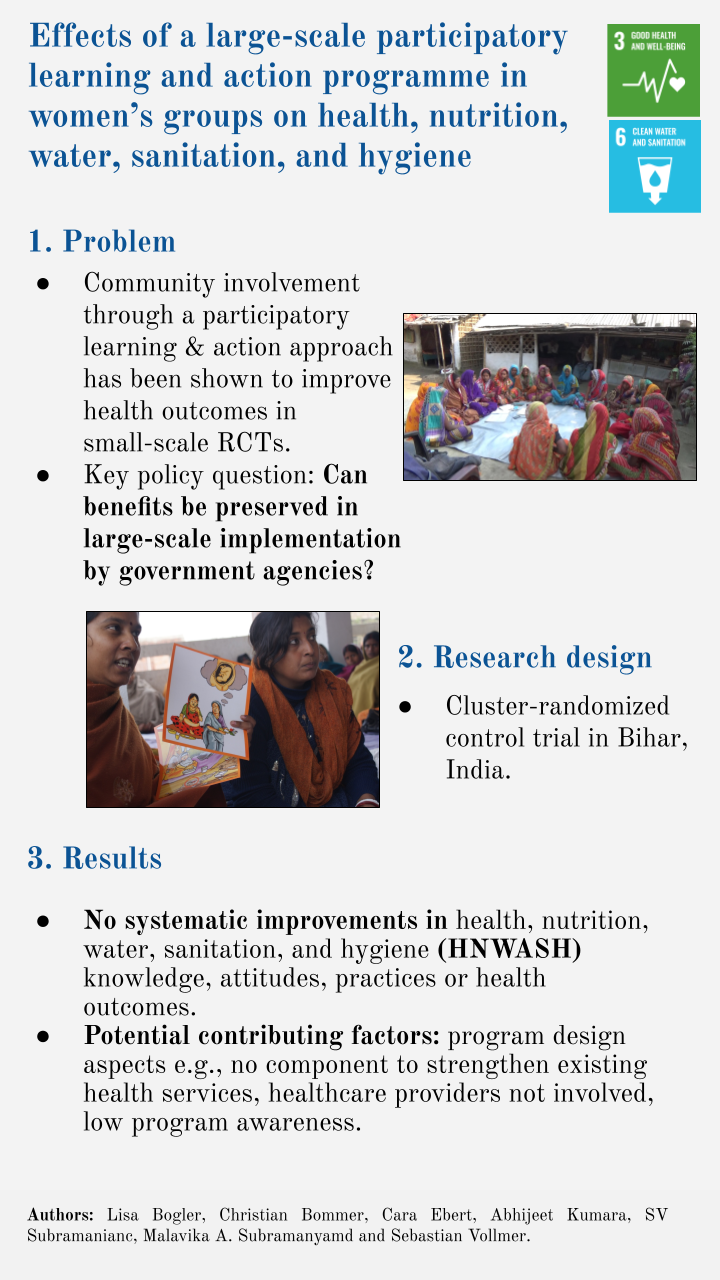 Effects of a large-scale participatory
learning and action programme in
women’s groups on health, nutrition,
water, sanitation, and hygiene
3 GOOD HEALTH
AND WELL-BEING
6 CLEAN WATER
AND SANITATION
1. Problem
● Community involvement
through a participatory
learning & action approach
has been shown to improve
health outcomes in
small-scale RCTs.
● Key policy question: Can
benefits be preserved in
large-scale implementation
by government agencies?
2. Research design
● Cluster-randomized
control trial in Bihar,
India.
3. Results
● No systematic improvements in health, nutrition,
water, sanitation, and hygiene (HNWASH)
knowledge, attitudes, practices or health
outcomes.
● Potential contributing factors: program design
aspects e.g., no component to strengthen existing
health services, healthcare providers not involved,
low program awareness.
Authors: Lisa Bogler, Christian Bommer, Cara Ebert, Abhijeet Kumara, SV
Subramanianc, Malavika A. Subramanyamd and Sebastian Vollmer.